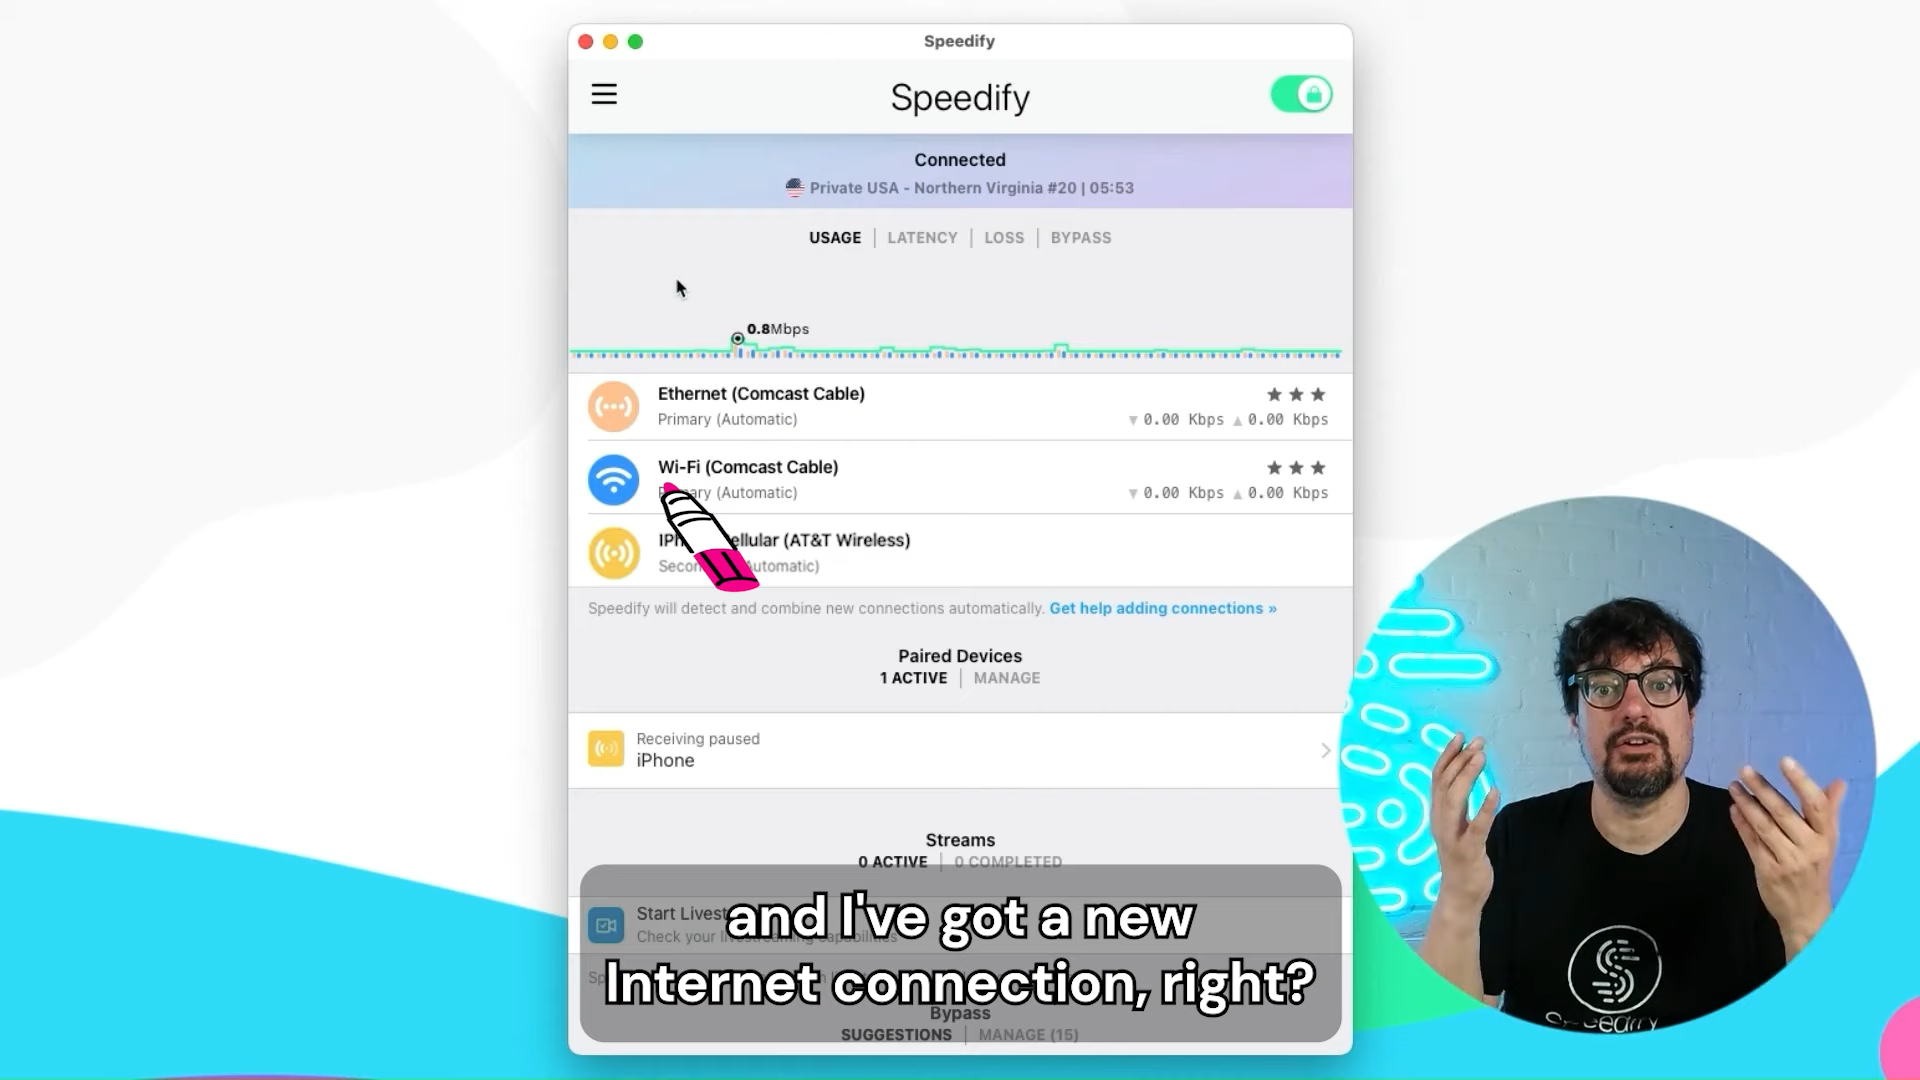 Speedify
Speedify
Connected
Private USA - Northern Virginia #20 | 05:53
USAGE | LATENCY | LOSS | BYPASS
0.8Mbps
Ethernet (Comcast Cable)
Primary (Automatic)
▼ 0.00 Kbps ▲ 0.00 Kbps
Wi-Fi (Comcast Cable)
(Automatic)
▼ 0.00 Kbps ▲ 0.00 Kbps
(AT&T Wireless)
Speedify will detect and combine new connections automatically. Get help adding connections »
Paired Devices
1 ACTIVE | MANAGE
Receiving paused
iPhone
Streams
0 ACTIVE | 0 COMPLETED
Start
Check your livestreaming capabilities
and I've got a new
Internet connection, right?
Bypass
SUGGESTIONS | MANAGE (15)